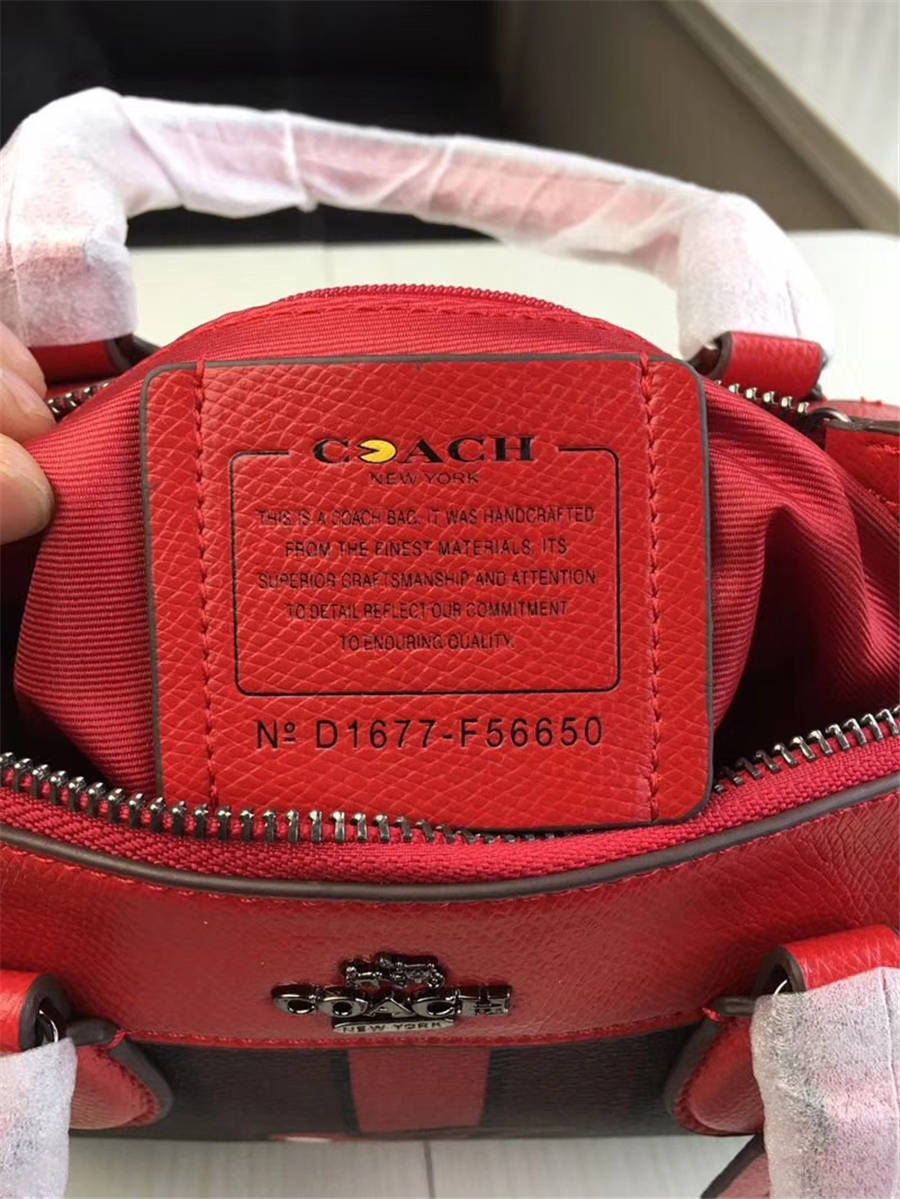 COACH
NEW YORK
THIS IS A COACH BAG. IT WAS HANDCRAFTED
FROM THE FINEST MATERIALS. ITS
SUPERIOR CRAFTSMANSHIP AND ATTENTION
TO DETAIL REFLECT OUR COMMITMENT
TO ENDURING QUALITY.
Nº D1677-F56650
COACH
NEW YORK